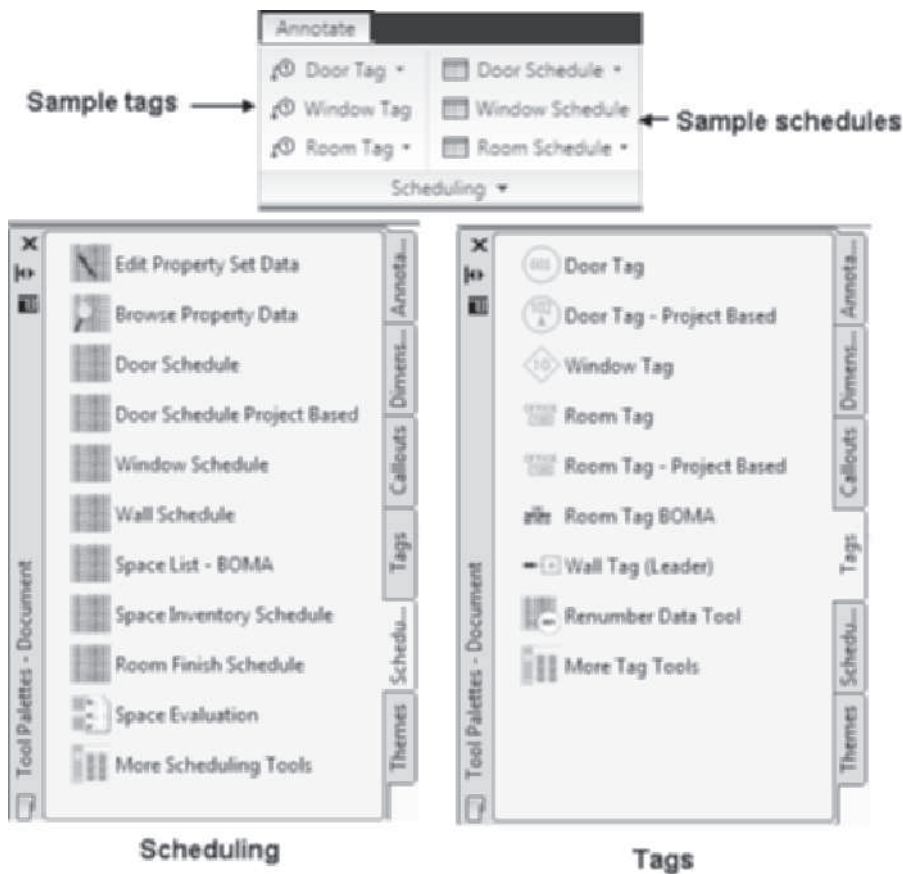 Annotate
Door Tag
Door Schedule
Sample tags
Window Tag
Window Schedule
Sample schedules
Room Tag
Room Schedule
Scheduling
Edit Property Set Data
Browse Property Data
Door Schedule
Door Schedule Project Based
Window Schedule
Wall Schedule
Space List - BOMA
Space Inventory Schedule
Room Finish Schedule
Space Evaluation
More Scheduling Tools
Annota...
Dimens...
Callouts
Tags
Schedu...
Themes
Tool Palettes - Document
Scheduling
Door Tag
Door Tag - Project Based
Window Tag
Room Tag
Room Tag - Project Based
Room Tag BOMA
Wall Tag (Leader)
Renumber Data Tool
More Tag Tools
Annota...
Dimens...
Callouts
Tags
Schedu...
Themes
Tool Palettes - Document
Tags